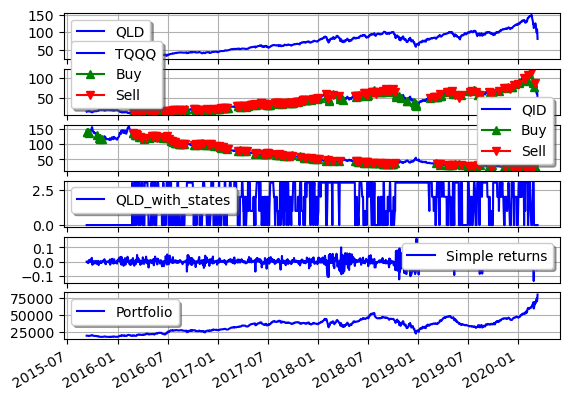 150
100
50
QLD
TQQQ
Buy
Sell
100
50
QID
Buy
Sell
150
100
50
2.5
0.0
QLD_with_states
0.1
0.0
−0.1
Simple returns
75000
50000
25000
Portfolio
2015-07
2016-01
2016-07
2017-01
2017-07
2018-01
2018-07
2019-01
2019-07
2020-01